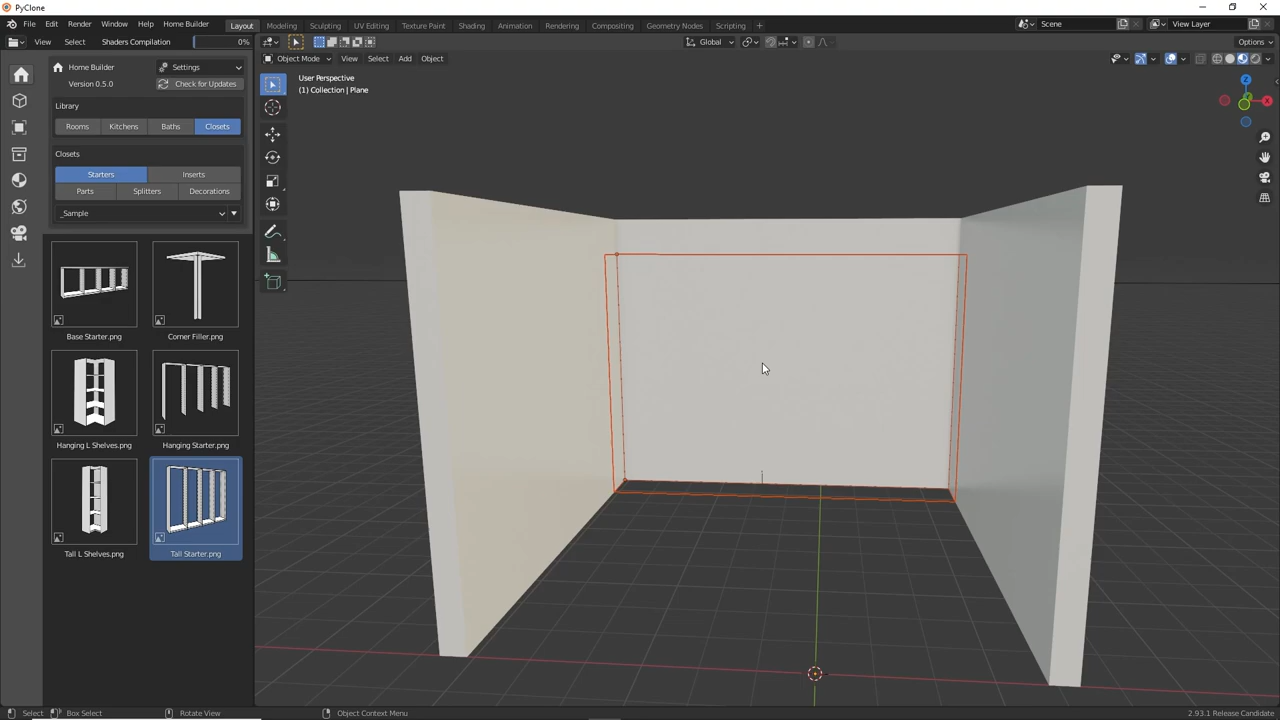 PyClone
File Edit Render Window Help Home Builder Layout Modeling Sculpting UV Editing Texture Paint Shading Animation Rendering Compositing Geometry Nodes Scripting + Scene View Layer
View Select Shaders Compilation 0% Global Options
Home Builder Settings
Version 0.5.0 Check for Updates
Library
Rooms Kitchens Baths Closets
Closets
Starters Inserts
Parts Splitters Decorations
_Sample
Base Starter.png Corner Filler.png
Hanging L Shelves.png Hanging Starter.png
Tall L Shelves.png Tall Starter.png
Object Mode View Select Add Object
User Perspective
(1) Collection | Plane
Z
X
Select Box Select Rotate View Object Context Menu 2.93.1 Release Candidate